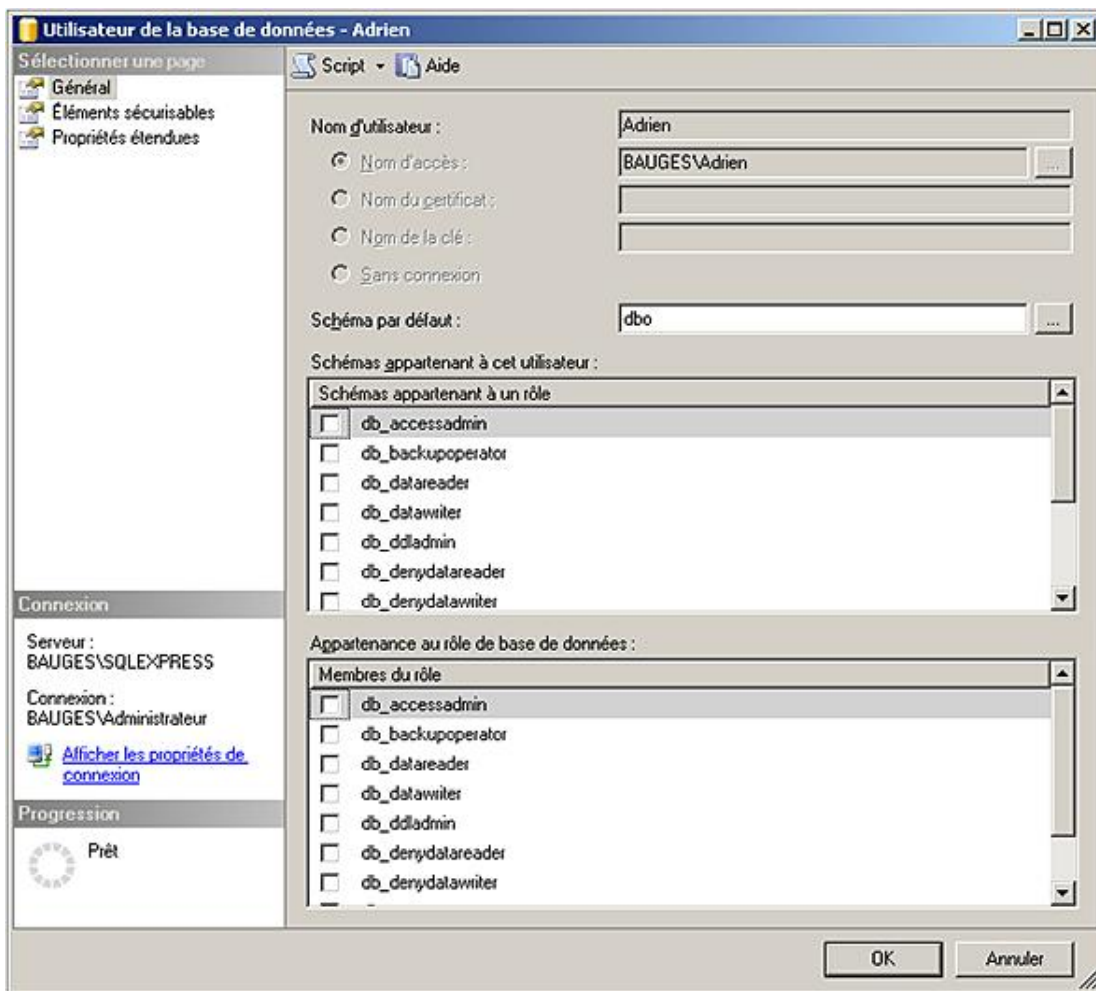 Utilisateur de la base de données - Adrien
Sélectionner une page
Général
Éléments sécurisables
Propriétés étendues
Script
Aide
Nom d'utilisateur :
Adrien
Nom d'accès :
BAUGES\Adrien
...
Nom du certificat :
Nom de la clé :
Sans connexion
Schéma par défaut :
dbo
...
Schémas appartenant à cet utilisateur :
Schémas appartenant à un rôle
db_accessadmin
db_backupoperator
db_datareader
db_datawriter
db_ddladmin
db_denydatareader
db_denydatawriter
Appartenance au rôle de base de données :
Membres du rôle
db_accessadmin
db_backupoperator
db_datareader
db_datawriter
db_ddladmin
db_denydatareader
db_denydatawriter
Connexion
Serveur :
BAUGES\SQLEXPRESS
Connexion :
BAUGES\Administrateur
Afficher les propriétés de
connexion
Progression
Prêt
OK
Annuler